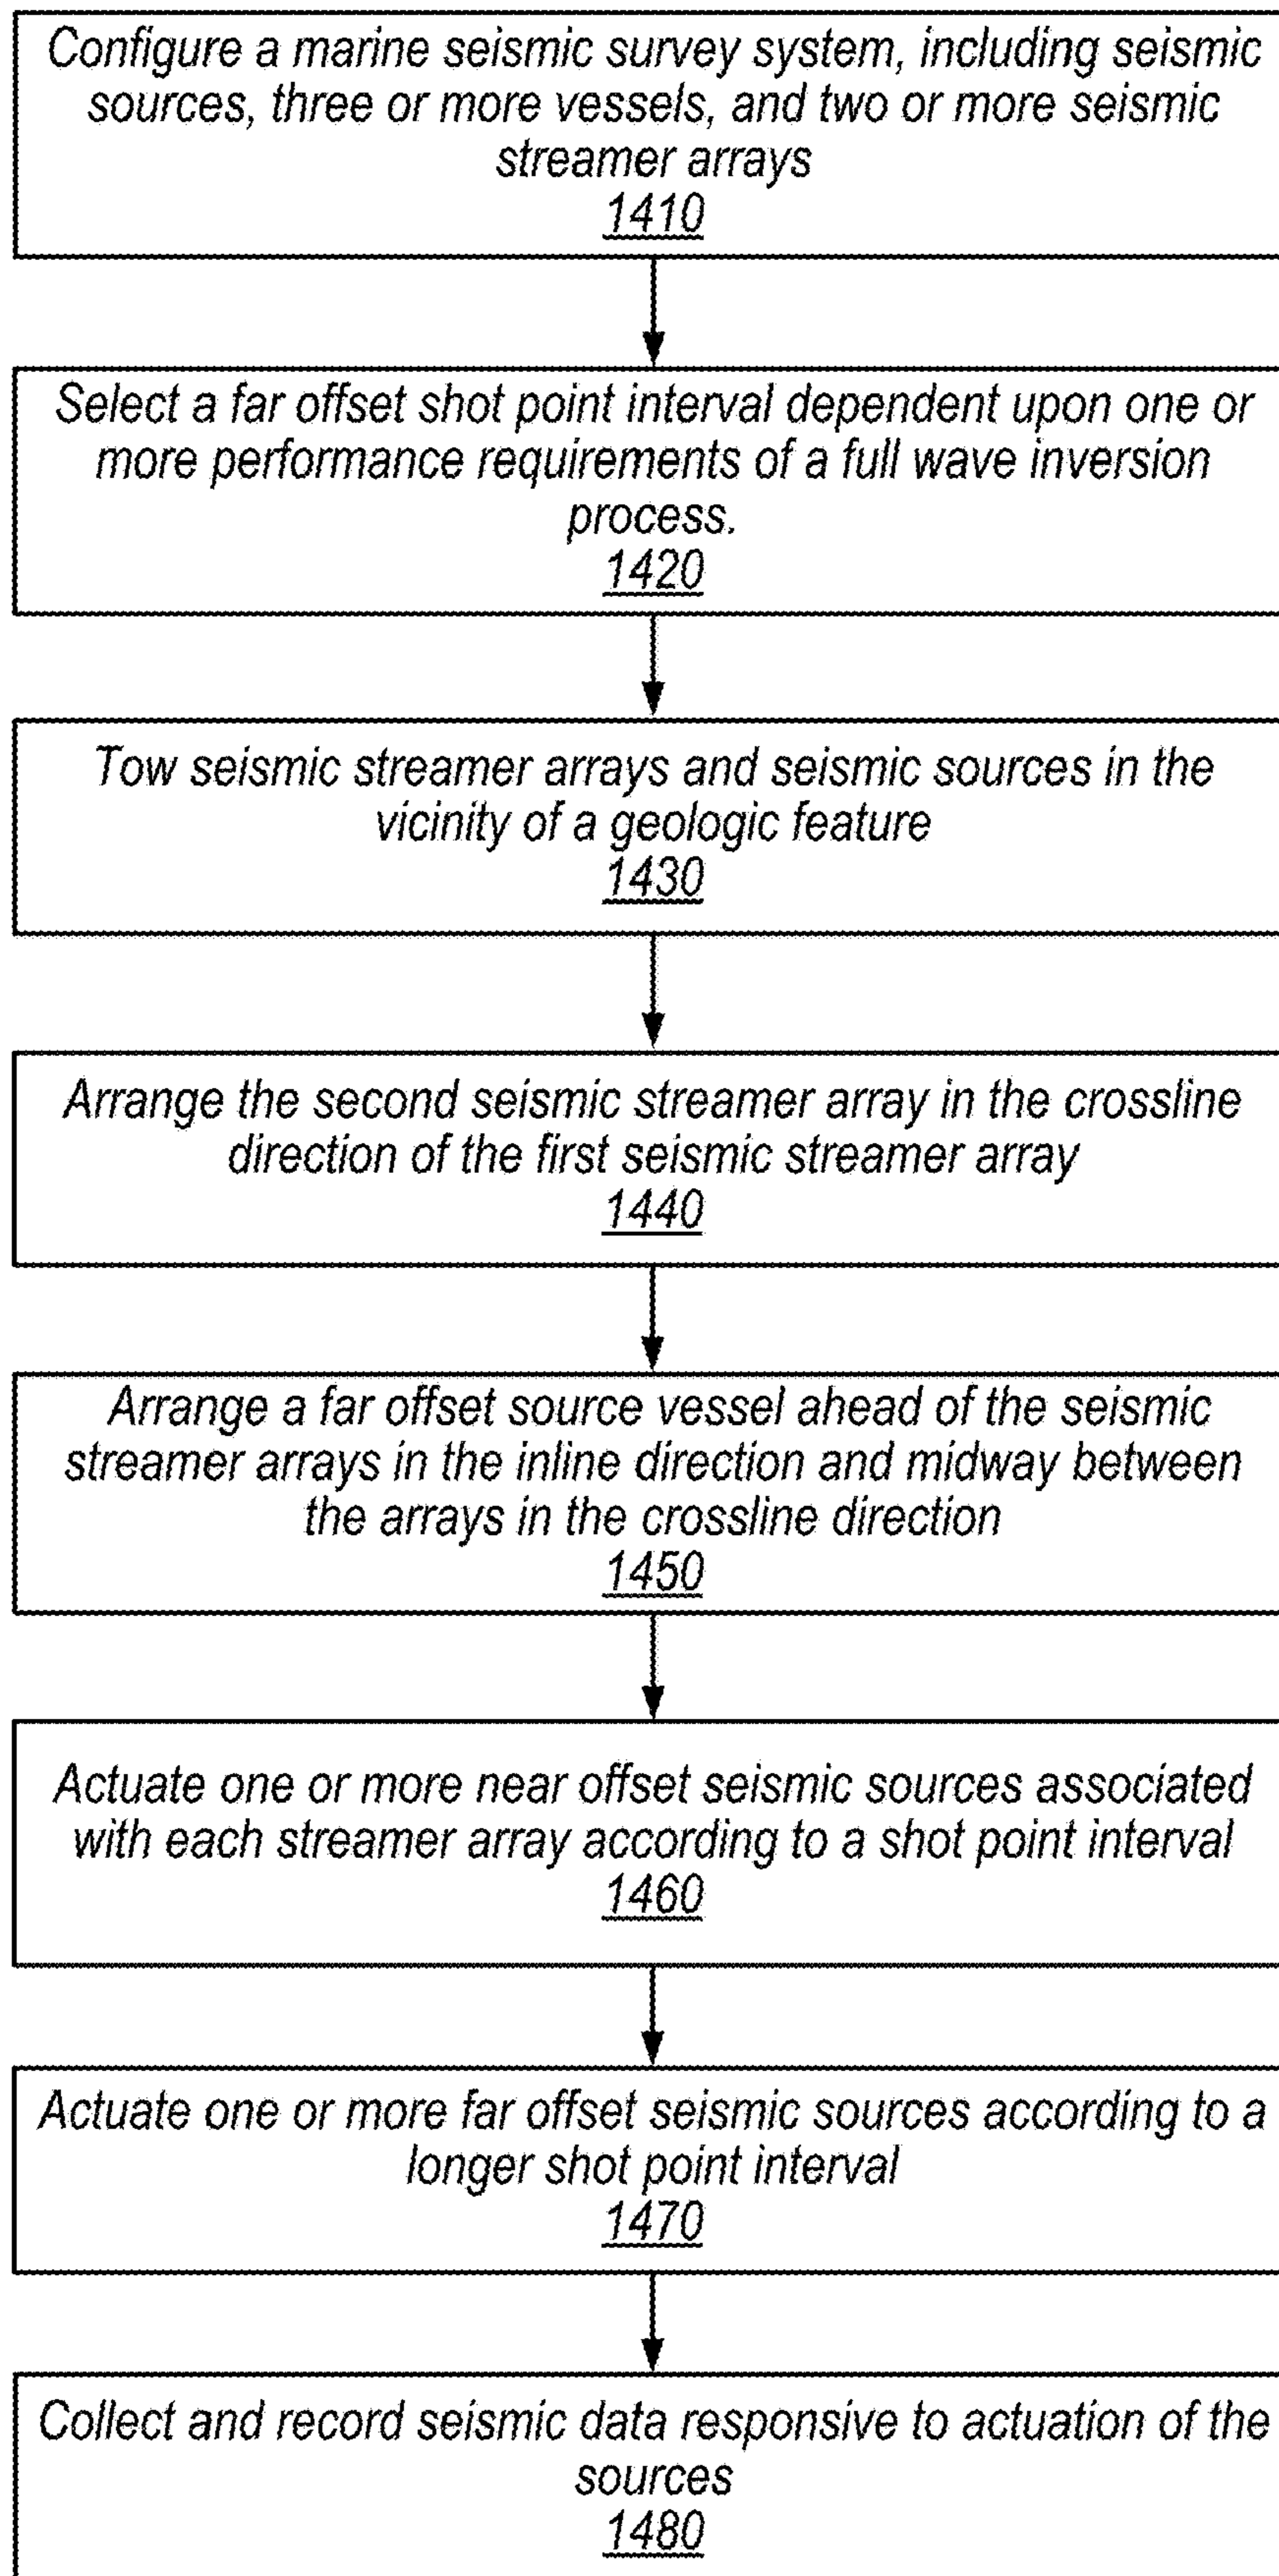 Configure a marine seismic survey system, including seismic
sources, three or more vessels, and two or more seismic
streamer arrays
1410
Select a far offset shot point interval dependent upon one or
more performance requirements of a full wave inversion
process.
1420
Tow seismic streamer arrays and seismic sources in the
vicinity of a geologic feature
1430
Arrange the second seismic streamer array in the crossline
direction of the first seismic streamer array
1440
Arrange a far offset source vessel ahead of the seismic
streamer arrays in the inline direction and midway between
the arrays in the crossline direction
1450
Actuate one or more near offset seismic sources associated
with each streamer array according to a shot point interval
1460
Actuate one or more far offset seismic sources according to a
longer shot point interval
1470
Collect and record seismic data responsive to actuation of the
sources
1480